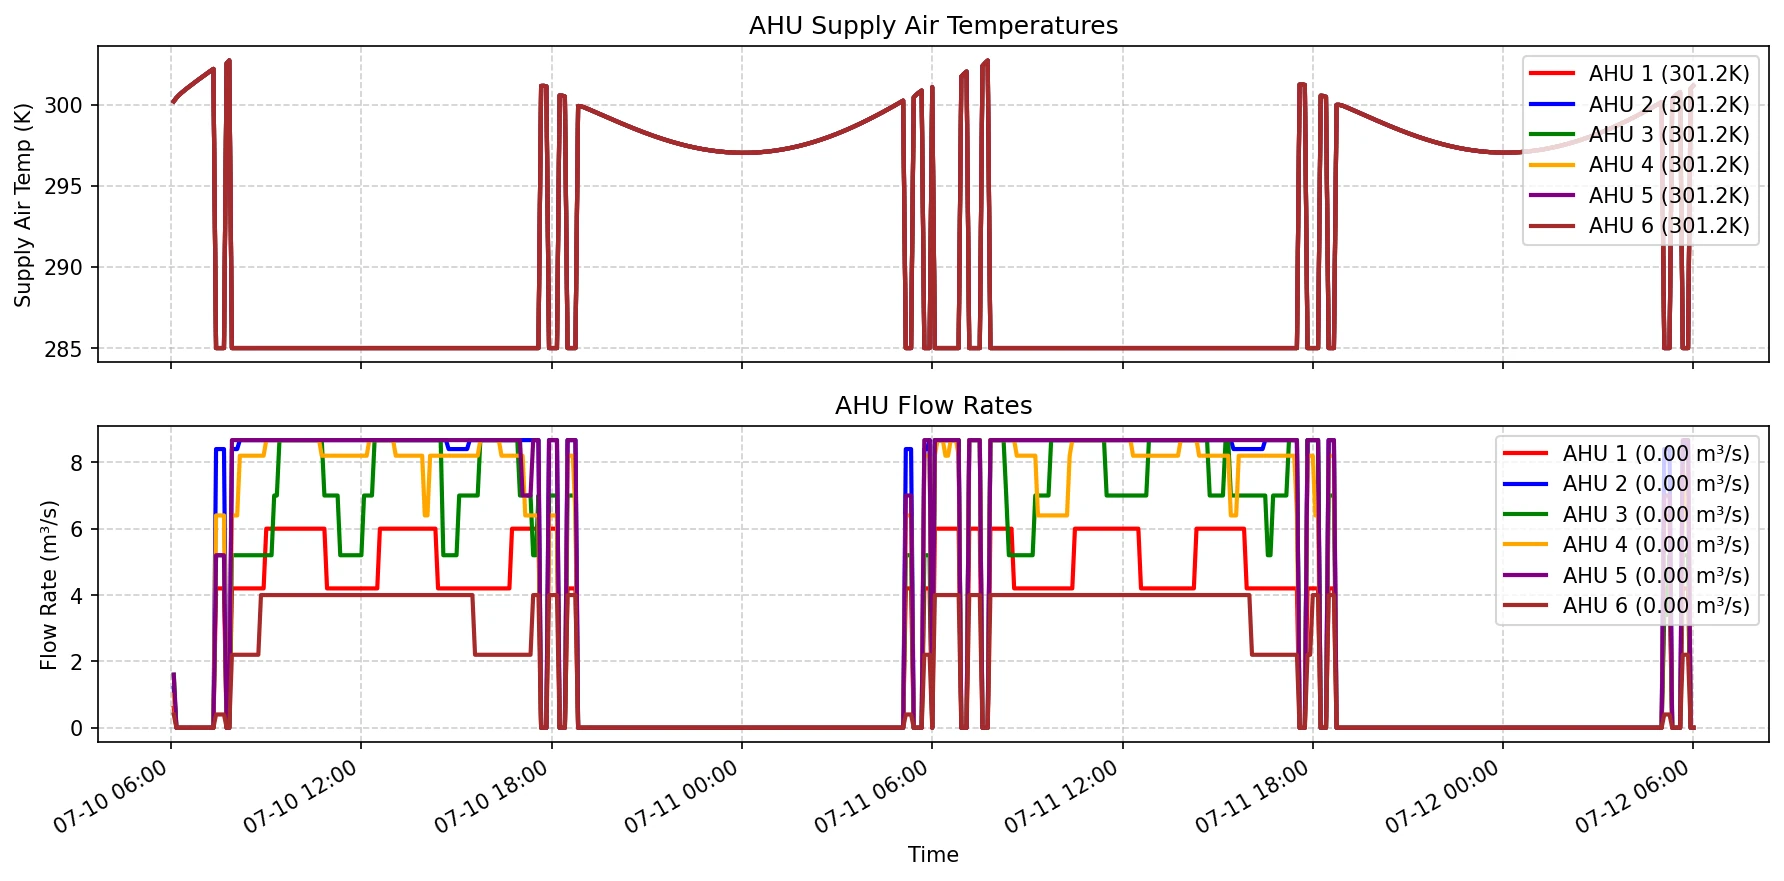 AHU Supply Air Temperatures
Supply Air Temp (K)
300
295
290
285
AHU 1 (301.2K)
AHU 2 (301.2K)
AHU 3 (301.2K)
AHU 4 (301.2K)
AHU 5 (301.2K)
AHU 6 (301.2K)
AHU Flow Rates
Flow Rate (m³/s)
8
6
4
2
0
AHU 1 (0.00 m³/s)
AHU 2 (0.00 m³/s)
AHU 3 (0.00 m³/s)
AHU 4 (0.00 m³/s)
AHU 5 (0.00 m³/s)
AHU 6 (0.00 m³/s)
07-10 06:00
07-10 12:00
07-10 18:00
07-11 00:00
07-11 06:00
07-11 12:00
07-11 18:00
07-12 00:00
07-12 06:00
Time